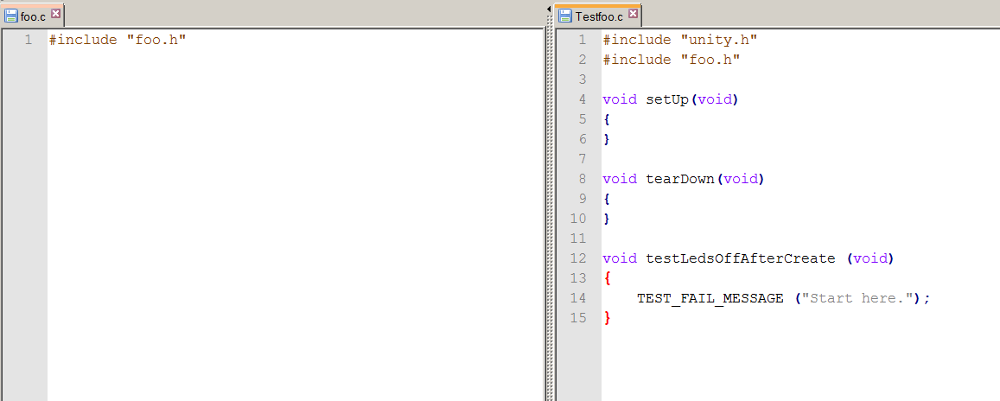 foo.c
1 #include "foo.h"
Testfoo.c
1 #include "unity.h"
2 #include "foo.h"
3
4 void setUp(void)
5 {
6 }
7
8 void tearDown(void)
9 {
10 }
11
12 void testLedsOffAfterCreate (void)
13 {
14     TEST_FAIL_MESSAGE ("Start here.");
15 }